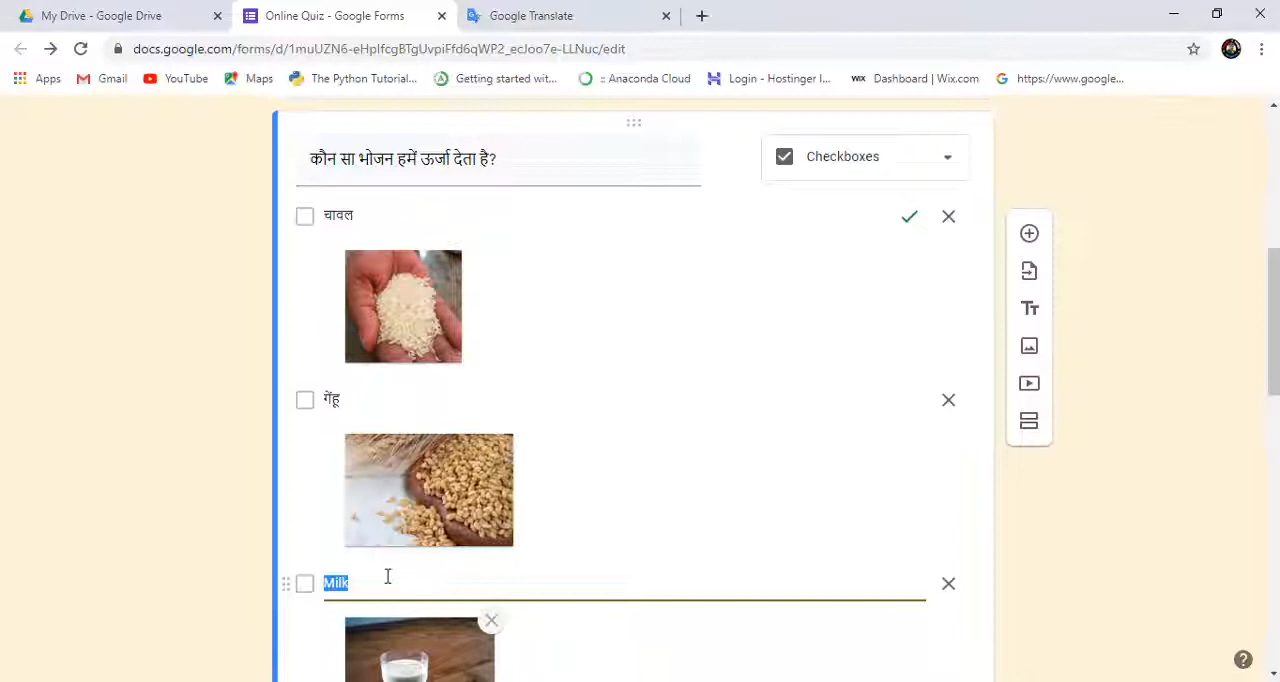 My Drive - Google Drive
Online Quiz - Google Forms
Google Translate
docs.google.com/forms/d/1muUZN6-eHpIfcgBTgUvpiFfd6qWP2_ecJoo7e-LLNuc/edit
Apps
Gmail
YouTube
Maps
The Python Tutorial...
Getting started wit...
:: Anaconda Cloud
Login - Hostinger I...
WIX Dashboard | Wix.com
https://www.google...
कौन सा भोजन हमें ऊर्जा देता है?
Checkboxes
चावल
गेंहू
Milk